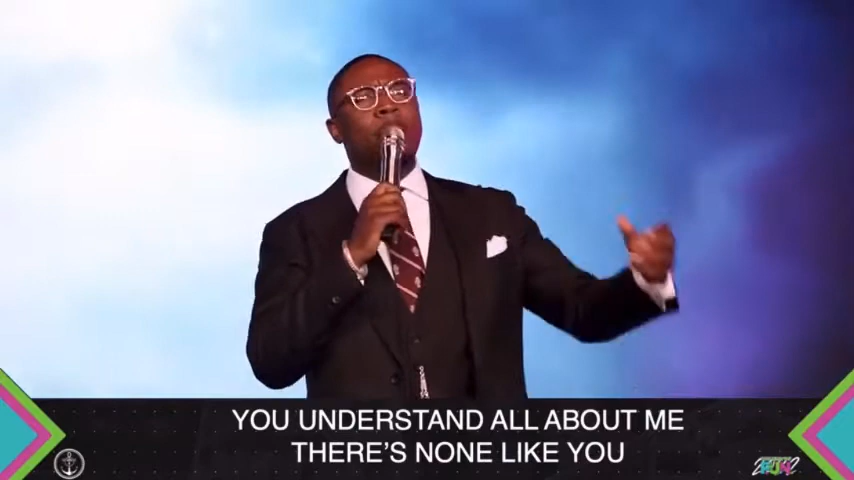 YOU UNDERSTAND ALL ABOUT ME
THERE'S NONE LIKE YOU